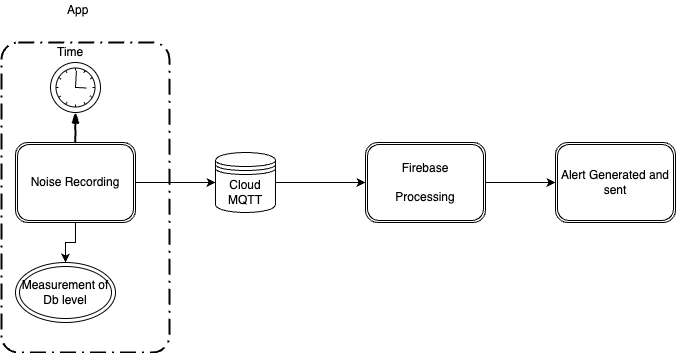 App
Time
Noise Recording
Cloud
MQTT
Firebase
Processing
Alert Generated and
sent
Measurement of
Db level